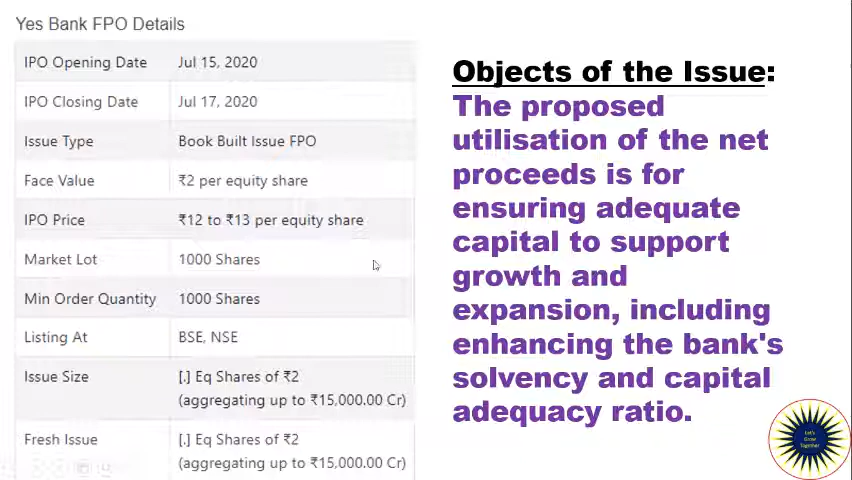 Yes Bank FPO Details
IPO Opening Date Jul 15, 2020
IPO Closing Date Jul 17, 2020
Issue Type Book Built Issue FPO
Face Value ₹2 per equity share
IPO Price ₹12 to ₹13 per equity share
Market Lot 1000 Shares
Min Order Quantity 1000 Shares
Listing At BSE, NSE
Issue Size [.] Eq Shares of ₹2
(aggregating up to ₹15,000.00 Cr)
Fresh Issue [.] Eq Shares of ₹2
(aggregating up to ₹15,000.00 Cr)
Objects of the Issue:
The proposed
utilisation of the net
proceeds is for
ensuring adequate
capital to support
growth and
expansion, including
enhancing the bank's
solvency and capital
adequacy ratio.
Let's
Grow
Together